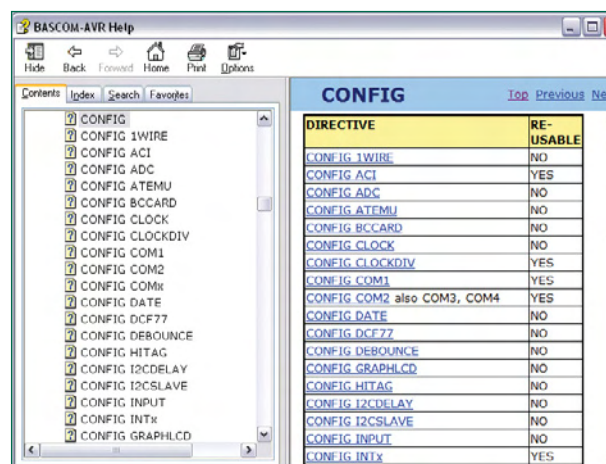 BASCOM-AVR Help
Hide Back Forward Home Print Options
Contents Index Search Favorites
CONFIG
CONFIG 1WIRE
CONFIG ACI
CONFIG ADC
CONFIG ATEMU
CONFIG BCCARD
CONFIG CLOCK
CONFIG CLOCKDIV
CONFIG COM1
CONFIG COM2
CONFIG COMx
CONFIG DATE
CONFIG DCF77
CONFIG DEBOUNCE
CONFIG HITAG
CONFIG I2CDELAY
CONFIG I2CSLAVE
CONFIG INPUT
CONFIG INTx
CONFIG GRAPHLCD
CONFIG Top Previous Ne
DIRECTIVE RE-
USABLE
CONFIG 1WIRE NO
CONFIG ACI YES
CONFIG ADC NO
CONFIG ATEMU NO
CONFIG BCCARD NO
CONFIG CLOCK NO
CONFIG CLOCKDIV YES
CONFIG COM1 YES
CONFIG COM2 also COM3, COM4 YES
CONFIG DATE NO
CONFIG DCF77 NO
CONFIG DEBOUNCE NO
CONFIG GRAPHLCD NO
CONFIG HITAG NO
CONFIG I2CDELAY NO
CONFIG I2CSLAVE NO
CONFIG INPUT NO
CONFIG INTx YES